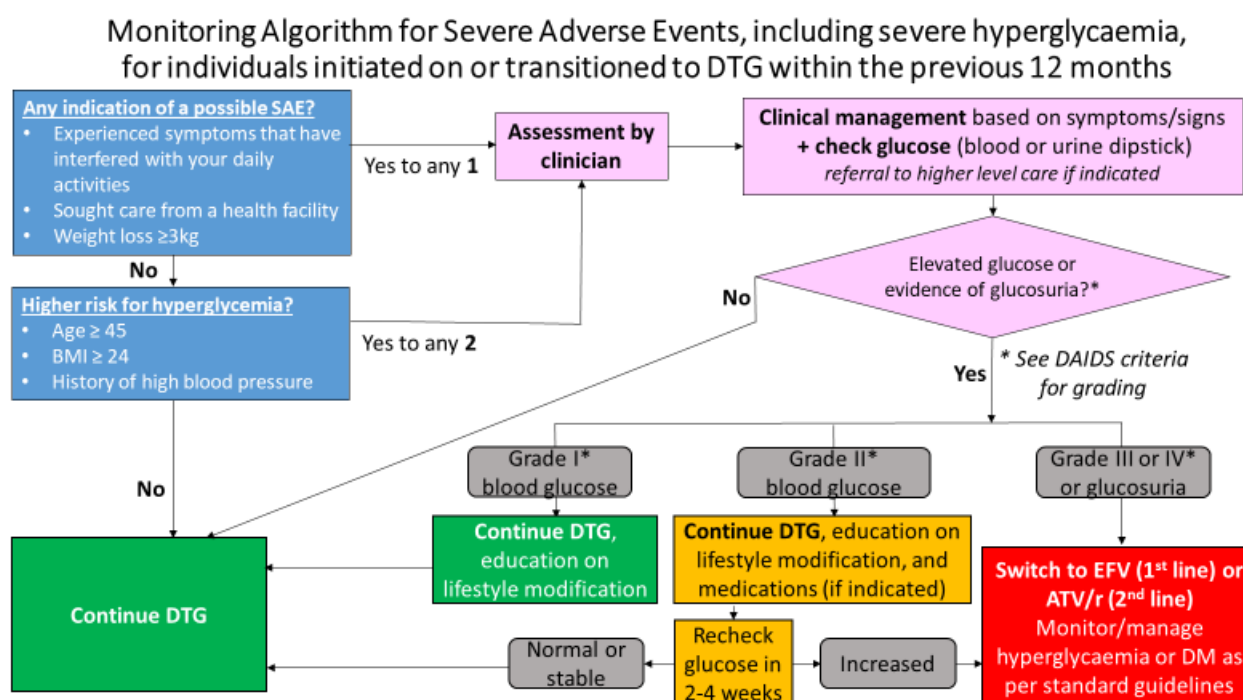 Monitoring Algorithm for Severe Adverse Events, including severe hyperglycaemia,
for individuals initiated on or transitioned to DTG within the previous 12 months
Any indication of a possible SAE?
• Experienced symptoms that have
interfered with your daily
activities
• Sought care from a health facility
• Weight loss ≥3kg
Yes to any 1
Assessment by
clinician
Clinical management based on symptoms/signs
+ check glucose (blood or urine dipstick)
referral to higher level care if indicated
No
Higher risk for hyperglycemia?
• Age ≥ 45
• BMI ≥ 24
• History of high blood pressure
Yes to any 2
Elevated glucose or
evidence of glucosuria?*
No
Yes
* See DAIDS criteria
for grading
No
Grade I*
blood glucose
Grade II*
blood glucose
Grade III or IV*
or glucosuria
Continue DTG,
education on
lifestyle modification
Continue DTG, education on
lifestyle modification, and
medications (if indicated)
Switch to EFV (1st line) or
ATV/r (2nd line)
Monitor/manage
hyperglycaemia or DM as
per standard guidelines
Continue DTG
Normal or
stable
Recheck
glucose in
2-4 weeks
Increased